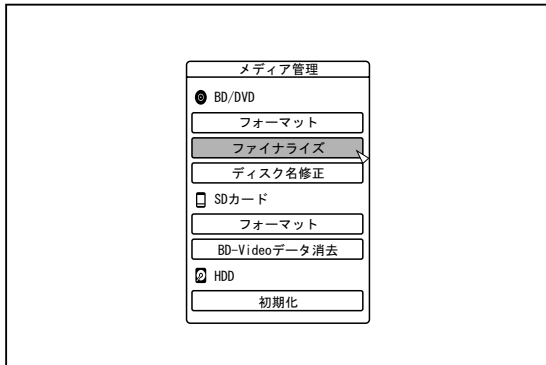 メディア管理
BD/DVD
フォーマット
ファイナライズ
ディスク名修正
SDカード
フォーマット
BD-Videoデータ消去
HDD
初期化